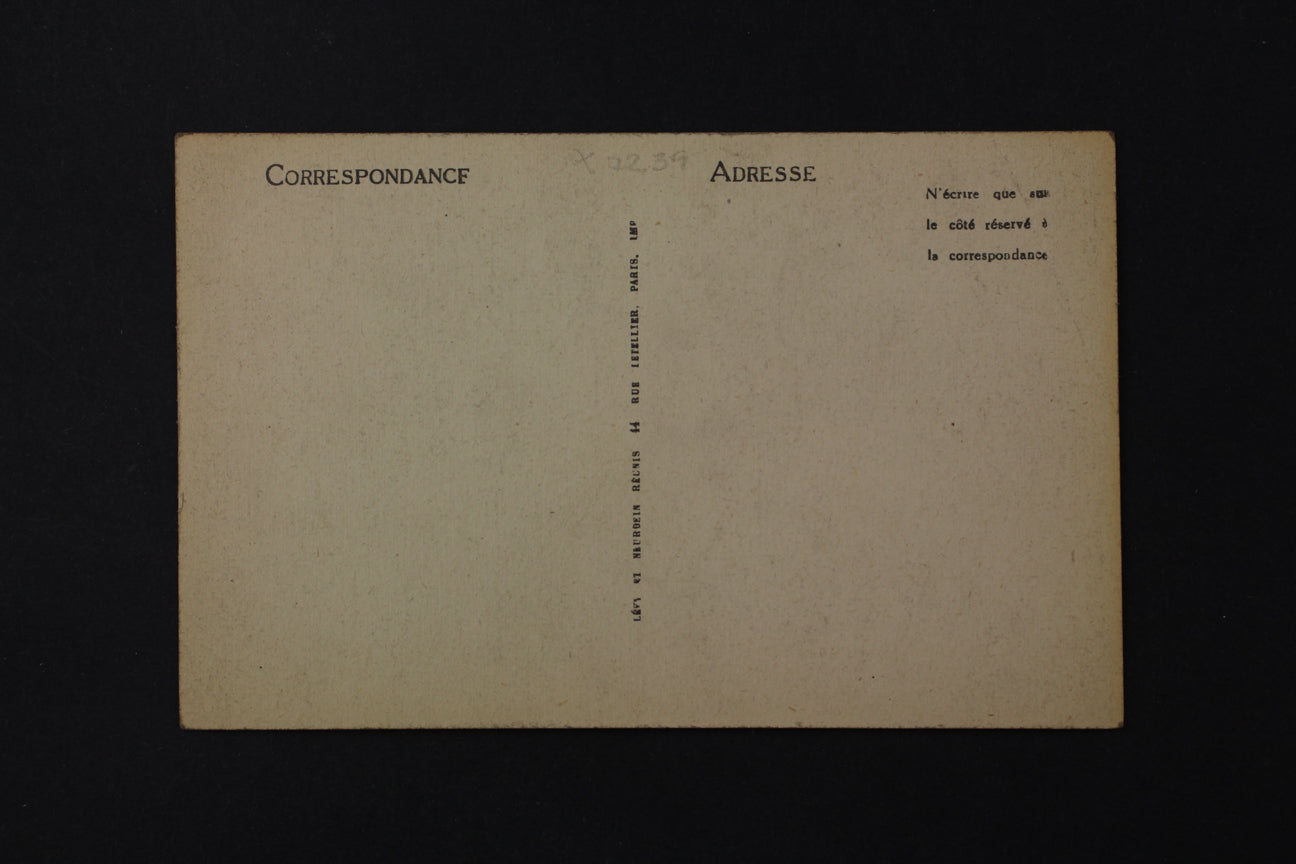 CORRESPONDANCE
ADRESSE
N'écrire que sur
le côté réservé à
la correspondance
LÉVY ET NEURDEIN RÉUNIS 44 RUE LETELLIER, PARIS. IMP